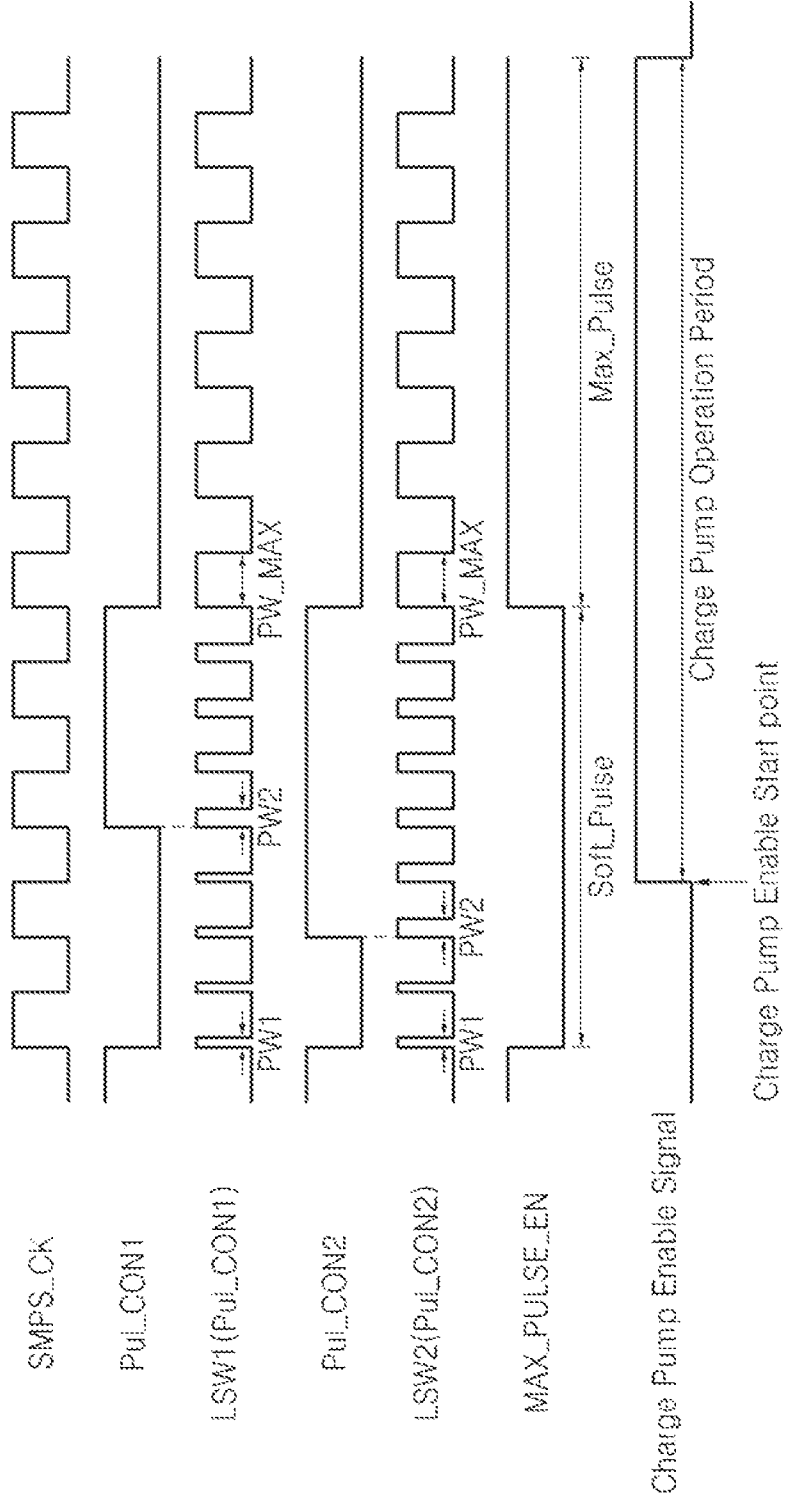 SMPS_CK
Pul_CON1
LSW1(Pul_CON1)
PW1
PW2
PW_MAX
Pul_CON2
LSW2(Pul_CON2)
PW1
PW2
PW_MAX
MAX_PULSE_EN
Soft_Pulse
Max_Pulse
Charge Pump Enable Signal
Charge Pump Operation Period
Charge Pump Enable Start point